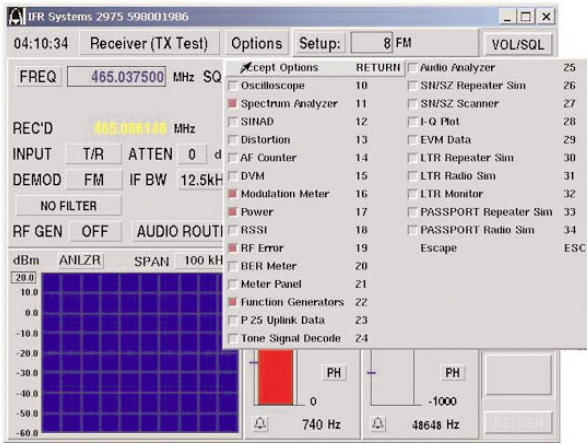 IFR Systems 2975 598001986
04:10:34 Receiver (TX Test) Options Setup: 8 FM VOL/SQL
FREQ 465.037500 MHz SQ
REC'D 465.086148 MHz
INPUT T/R ATTEN 0 d
DEMOD FM IF BW 12.5kH
NO FILTER
RF GEN OFF AUDIO ROUTI
Accept Options RETURN
Oscilloscope 10
Spectrum Analyzer 11
SINAD 12
Distortion 13
AF Counter 14
DVM 15
Modulation Meter 16
Power 17
RSSI 18
RF Error 19
BER Meter 20
Meter Panel 21
Function Generators 22
P 25 Uplink Data 23
Tone Signal Decode 24
Audio Analyzer 25
SN/SZ Repeater Sim 26
SN/SZ Scanner 27
I-Q Plot 28
EVM Data 29
LTR Repeater Sim 30
LTR Radio Sim 31
LTR Monitor 32
PASSPORT Repeater Sim 33
PASSPORT Radio Sim 34
Escape ESC
dBm ANLZR SPAN 100 kH
20.0
10.0
0.0
-10.0
-20.0
-30.0
-40.0
-50.0
-60.0
PH
0
740 Hz
PH
-1000
48648 Hz
RETURN